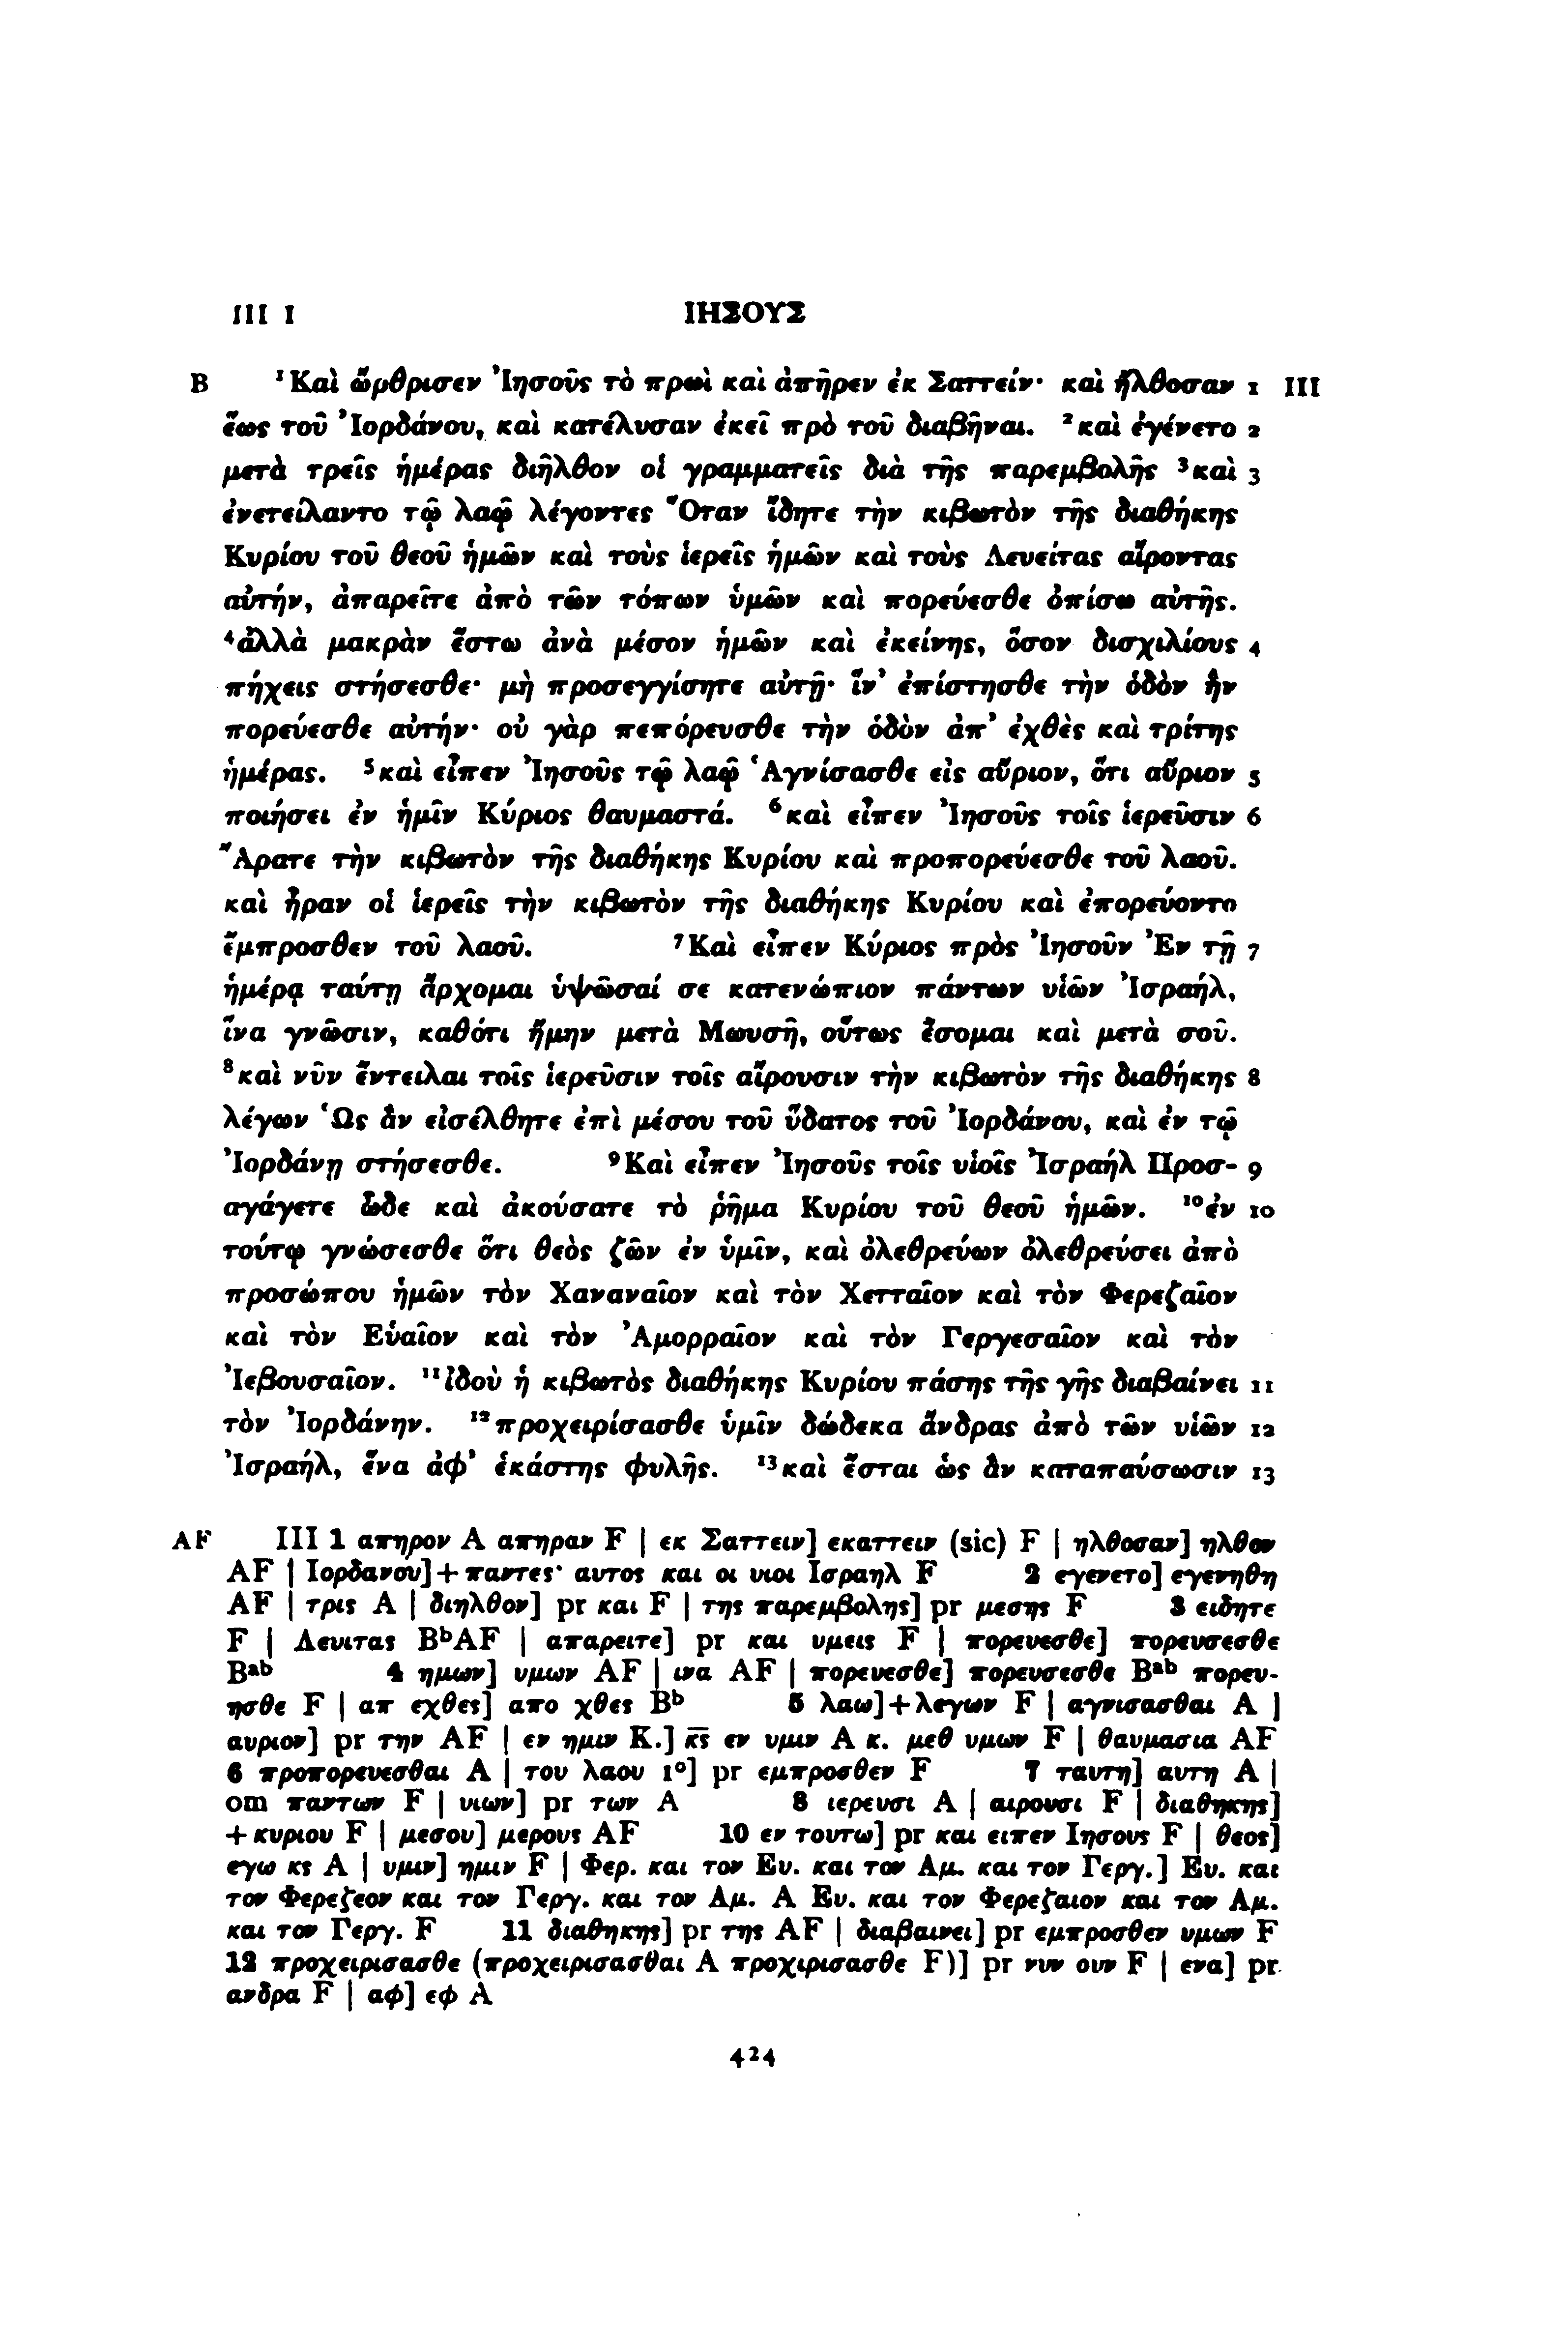 III 1 ΙΗΣΟΥΣ
B ¹Καὶ ὤρθρισεν Ἰησοῦς τὸ πρωὶ καὶ ἀπῆρεν ἐκ Σαττείν· καὶ ἤλθοσαν 1 III
ἕως τοῦ Ἰορδάνου, καὶ κατέλυσαν ἐκεῖ πρὸ τοῦ διαβῆναι. ²καὶ ἐγένετο 2
μετὰ τρεῖς ἡμέρας διῆλθον οἱ γραμματεῖς διὰ τῆς παρεμβολῆς ³καὶ 3
ἐνετείλαντο τῷ λαῷ λέγοντες Ὅταν ἴδητε τὴν κιβωτὸν τῆς διαθήκης
Κυρίου τοῦ θεοῦ ἡμῶν καὶ τοὺς ἱερεῖς ἡμῶν καὶ τοὺς Λευείτας αἴροντας
αὐτήν, ἀπαρεῖτε ἀπὸ τῶν τόπων ὑμῶν καὶ πορεύεσθε ὀπίσω αὐτῆς.
⁴ἀλλὰ μακρὰν ἔστω ἀνὰ μέσον ἡμῶν καὶ ἐκείνης, ὅσον δισχιλίους 4
πήχεις στήσεσθε· μὴ προσεγγίσητε αὐτῇ· ἵν' ἐπίστησθε τὴν ὁδὸν ἣν
πορεύεσθε αὐτήν· οὐ γὰρ πεπόρευσθε τὴν ὁδὸν ἀπ' ἐχθὲς καὶ τρίτης
ἡμέρας. ⁵καὶ εἶπεν Ἰησοῦς τῷ λαῷ Ἁγνίσασθε εἰς αὔριον, ὅτι αὔριον 5
ποιήσει ἐν ἡμῖν Κύριος θαυμαστά. ⁶καὶ εἶπεν Ἰησοῦς τοῖς ἱερεῦσιν 6
Ἄρατε τὴν κιβωτὸν τῆς διαθήκης Κυρίου καὶ προπορεύεσθε τοῦ λαοῦ.
καὶ ἦραν οἱ ἱερεῖς τὴν κιβωτὸν τῆς διαθήκης Κυρίου καὶ ἐπορεύοντο
ἔμπροσθεν τοῦ λαοῦ. ⁷Καὶ εἶπεν Κύριος πρὸς Ἰησοῦν Ἐν τῇ 7
ἡμέρᾳ ταύτῃ ἄρχομαι ὑψῶσαί σε κατενώπιον πάντων υἱῶν Ἰσραήλ,
ἵνα γνῶσιν, καθότι ἤμην μετὰ Μωυσῆ, οὕτως ἔσομαι καὶ μετὰ σοῦ.
⁸καὶ νῦν ἔντειλαι τοῖς ἱερεῦσιν τοῖς αἴρουσιν τὴν κιβωτὸν τῆς διαθήκης 8
λέγων Ὡς ἂν εἰσέλθητε ἐπὶ μέσου τοῦ ὕδατος τοῦ Ἰορδάνου, καὶ ἐν τῷ
Ἰορδάνῃ στήσεσθε. ⁹Καὶ εἶπεν Ἰησοῦς τοῖς υἱοῖς Ἰσραήλ Προσ- 9
αγάγετε ὧδε καὶ ἀκούσατε τὸ ῥῆμα Κυρίου τοῦ θεοῦ ἡμῶν. ¹⁰ἐν 10
τούτῳ γνώσεσθε ὅτι θεὸς ζῶν ἐν ὑμῖν, καὶ ὀλεθρεύων ὀλεθρεύσει ἀπὸ
προσώπου ἡμῶν τὸν Χαναναῖον καὶ τὸν Χετταῖον καὶ τὸν Φερεζαῖον
καὶ τὸν Εὑαῖον καὶ τὸν Ἀμορραῖον καὶ τὸν Γεργεσαῖον καὶ τὸν
Ἰεβουσαῖον. ¹¹ἰδοὺ ἡ κιβωτὸς διαθήκης Κυρίου πάσης τῆς γῆς διαβαίνει 11
τὸν Ἰορδάνην. ¹²προχειρίσασθε ὑμῖν δώδεκα ἄνδρας ἀπὸ τῶν υἱῶν 12
Ἰσραήλ, ἕνα ἀφ' ἑκάστης φυλῆς. ¹³καὶ ἔσται ὡς ἂν καταπαύσωσιν 13
AF III 1 απηρον A απηραν F | εκ Σαττειν] εκαττειν (sic) F | ηλθοσαν] ηλθον
AF | Ιορδανου]+παντες· αυτος και οι υιοι Ισραηλ F 2 εγενετο] εγενηθη
AF | τρις A | διηλθον] pr και F | της παρεμβολης] pr μεσης F 3 ειδητε
F | Λευιτας BᵇAF | απαρειτε] pr και υμεις F | πορευεσθε] πορευσεσθε
Bᵃᵇ 4 ημων] υμων AF | ινα AF | πορευεσθε] πορευσεσθε Bᵃᵇ πορευ-
ησθε F | απ εχθες] απο χθες Bᵇ 5 λαω]+λεγων F | αγνισασθαι A |
αυριον] pr την AF | εν ημιν Κ.] κ̅ς̅ εν υμιν A κ. μεθ υμων F | θαυμασια AF
6 προπορευεσθαι A | του λαου 1°] pr εμπροσθεν F 7 ταυτη] αυτη A |
om παντων F | υιων] pr των A 8 ιερευσι A | αιρουσι F | διαθηκης]
+κυριου F | μεσου] μερους AF 10 εν τουτω] pr και ειπεν Ιησους F | θεος]
εγω κς A | υμιν] ημιν F | Φερ. και τον Ευ. και τον Αμ. και τον Γεργ.] Ευ. και
τον Φερεζεον και τον Γεργ. και τον Αμ. A Ευ. και τον Φερεζαιον και τον Αμ.
και τον Γεργ. F 11 διαθηκης] pr της AF | διαβαινει] pr εμπροσθεν υμων F
12 προχειρισασθε (προχειρισασθαι A προχιρισασθε F)] pr νυν ουν F | ενα] pr
ανδρα F | αφ] εφ A
424